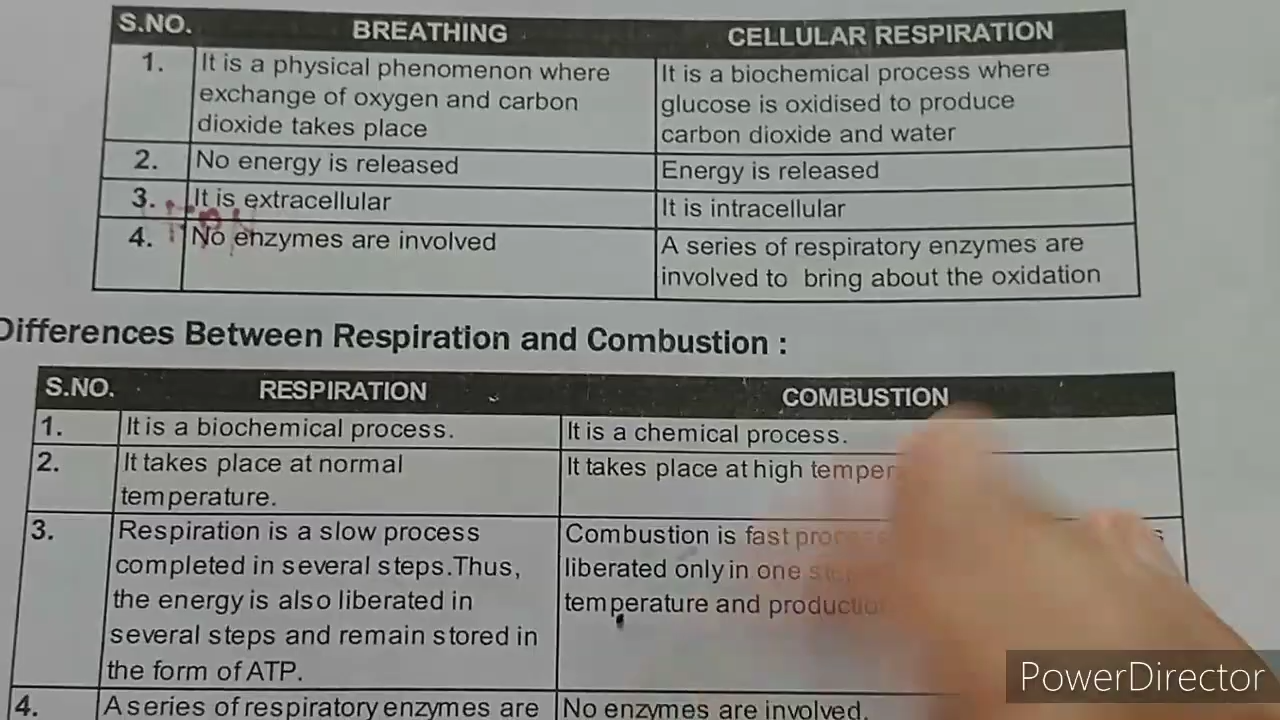 S.NO. BREATHING CELLULAR RESPIRATION
1. It is a physical phenomenon where It is a biochemical process where
exchange of oxygen and carbon glucose is oxidised to produce
dioxide takes place carbon dioxide and water
2. No energy is released Energy is released
3. It is extracellular It is intracellular
4. No enzymes are involved A series of respiratory enzymes are
involved to bring about the oxidation
Differences Between Respiration and Combustion :
S.NO. RESPIRATION COMBUSTION
1. It is a biochemical process. It is a chemical process.
2. It takes place at normal It takes place at high
temperature.
3. Respiration is a slow process Combustion is fast
completed in several steps.Thus, liberated only in one
the energy is also liberated in temperature and
several steps and remain stored in
the form of ATP.
4. A series of respiratory enzymes are No enzymes are involved.
PowerDirector